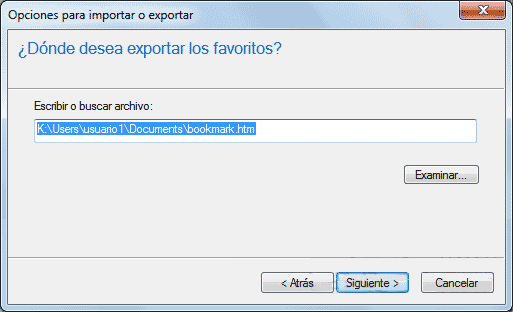 Opciones para importar o exportar
¿Dónde desea exportar los favoritos?
Escribir o buscar archivo:
K:\Users\usuario1\Documents\bookmark.htm
Examinar...
< Atrás
Siguiente >
Cancelar